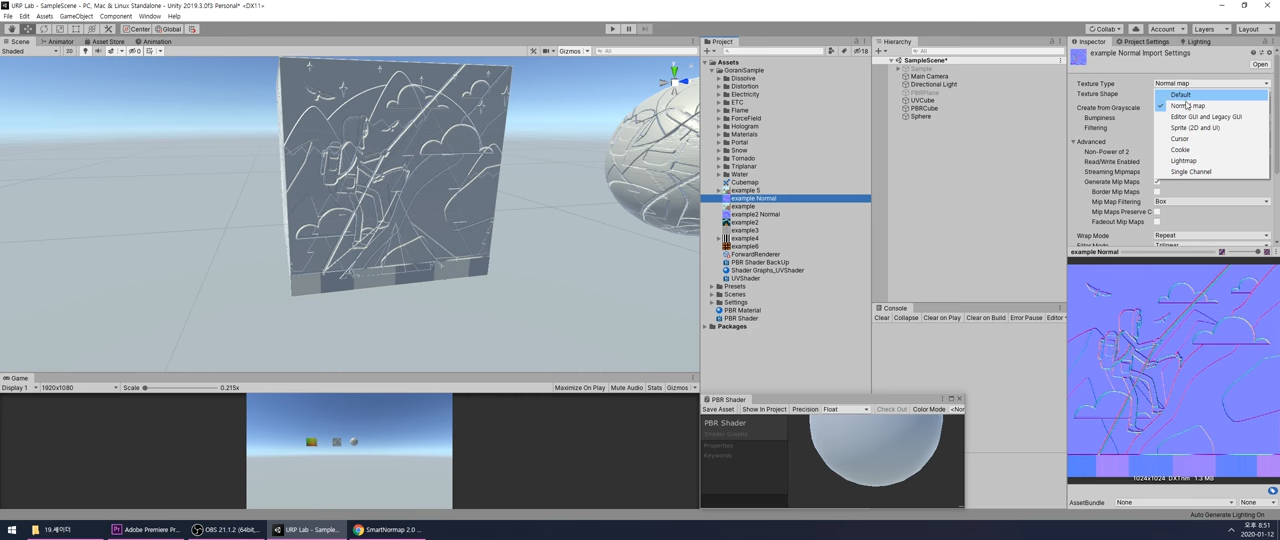 URP Lab - SampleScene - PC, Mac & Linux Standalone - Unity 2019.3.0f3 Personal* <DX11>
File Edit Assets GameObject Component Window Help
Center Global
Collab Account Layers Layout
Scene Animator Asset Store Animation
Shaded 2D 0 Gizmos All
Project
18
Assets
GoraniSample
Dissolve
Distortion
Electricity
ETC
Flame
ForceField
Hologram
Materials
Portal
Snow
Tornado
Triplanar
Water
Cubemap
example 5
example Normal
example
example2 Normal
example2
example3
example4
example6
ForwardRenderer
PBR Shader BackUp
Shader Graphs_UVShader
UVShader
Presets
Scenes
Settings
PBR Material
PBR Shader
Packages
Hierarchy
All
SampleScene*
Sample
Main Camera
Directional Light
PBRPlane
UVCube
PBRCube
Sphere
Console
Clear Collapse Clear on Play Clear on Build Error Pause Editor
Inspector Project Settings Lighting
example Normal Import Settings
Open
Texture Type Normal map
Texture Shape
Create from Grayscale
Bumpiness
Filtering
Default
Normal map
Editor GUI and Legacy GUI
Sprite (2D and UI)
Cursor
Cookie
Lightmap
Single Channel
Advanced
Non-Power of 2
Read/Write Enabled
Streaming Mipmaps
Generate Mip Maps
Border Mip Maps
Mip Map Filtering Box
Mip Maps Preserve C
Fadeout Mip Maps
Wrap Mode Repeat
Filter Mode Trilinear
example Normal
1024x1024 DXTnm 1.3 MB
AssetBundle None None
Auto Generate Lighting On
Game
Display 1 1920x1080 Scale 0.215x Maximize On Play Mute Audio Stats Gizmos
PBR Shader
Save Asset Show In Project Precision Float Check Out Color Mode <Nor
PBR Shader
Shader Graphs
Properties
Keywords
19.셰이더 Adobe Premiere Pr... OBS 21.1.2 (64bit,... URP Lab - Sample... SmartNormap 2.0 ...
오후 8:51
2020-01-12